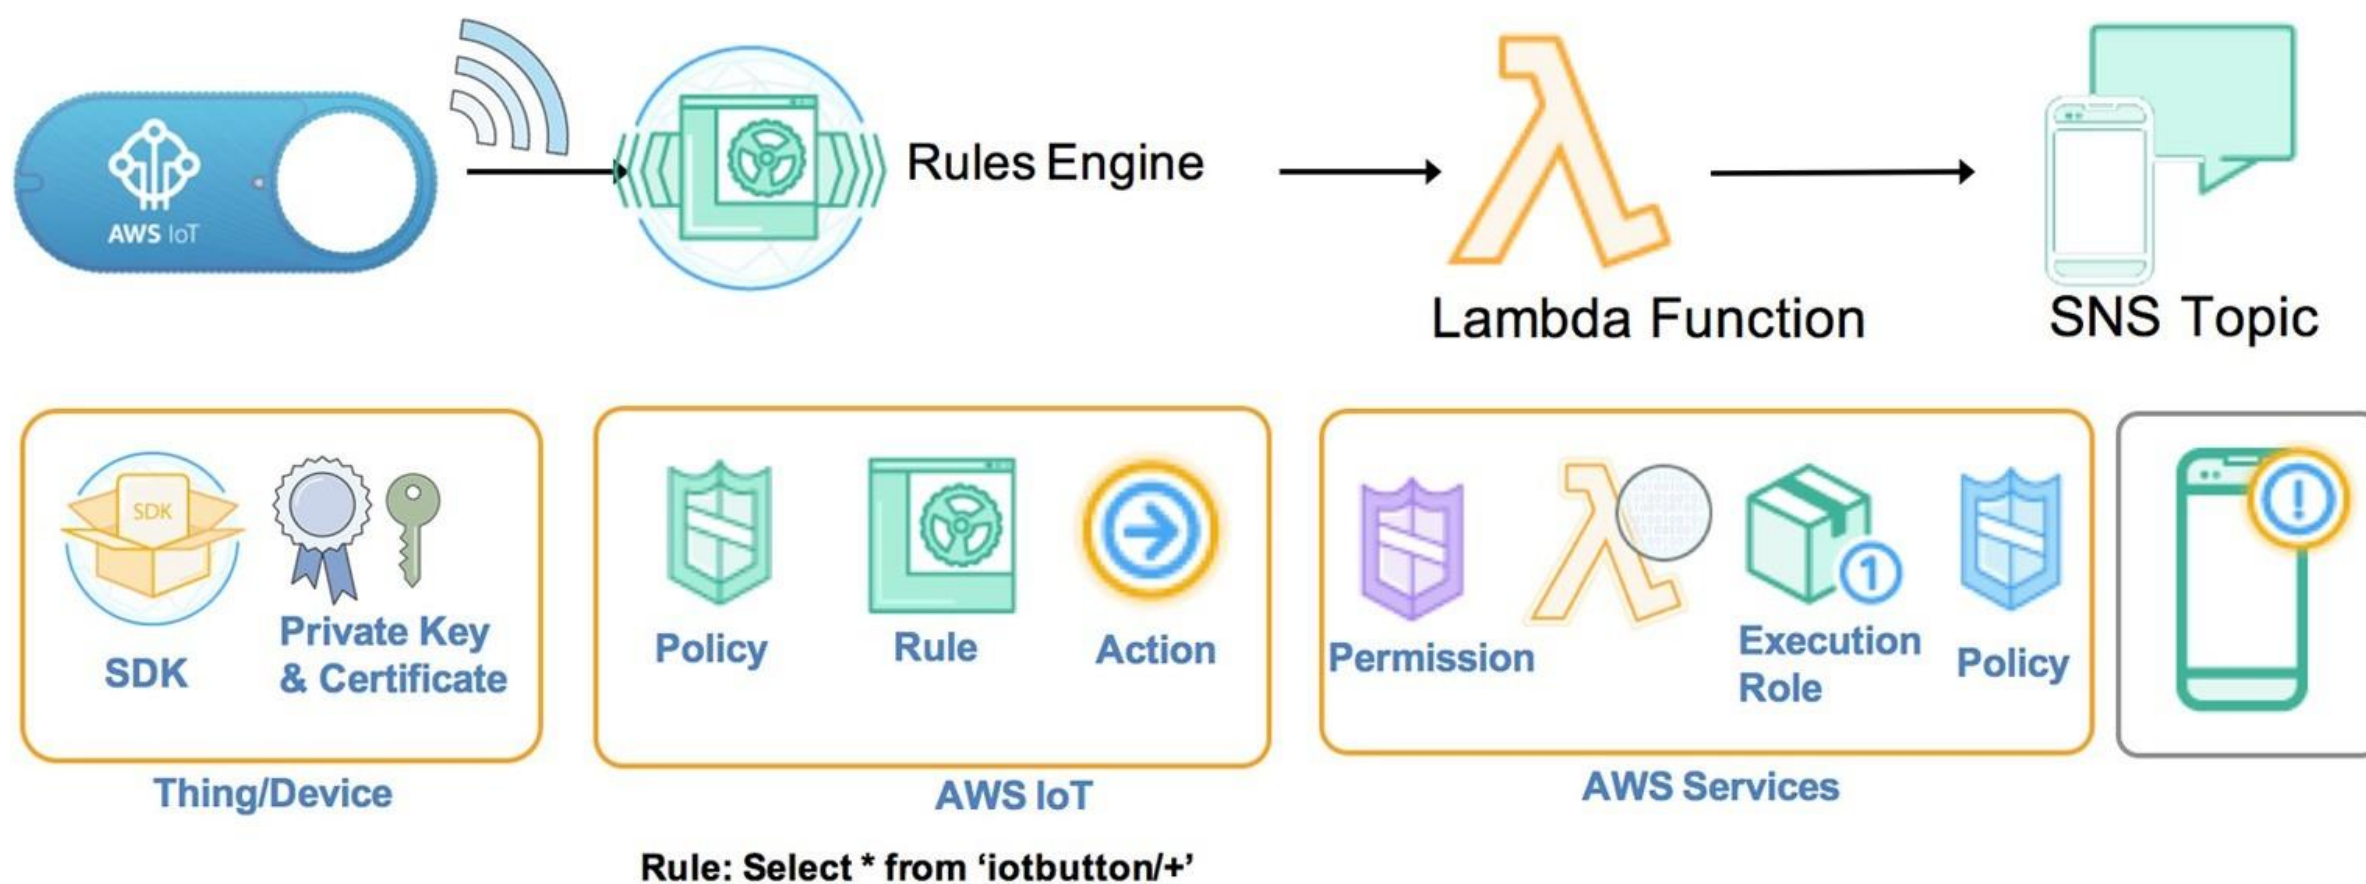 AWS IoT
Rules Engine
Lambda Function
SNS Topic
SDK
SDK
Private Key
& Certificate
Policy
Rule
Action
Permission
Execution
Role
1
Policy
!
Thing/Device
AWS IoT
AWS Services
Rule: Select * from ‘iotbutton/+’